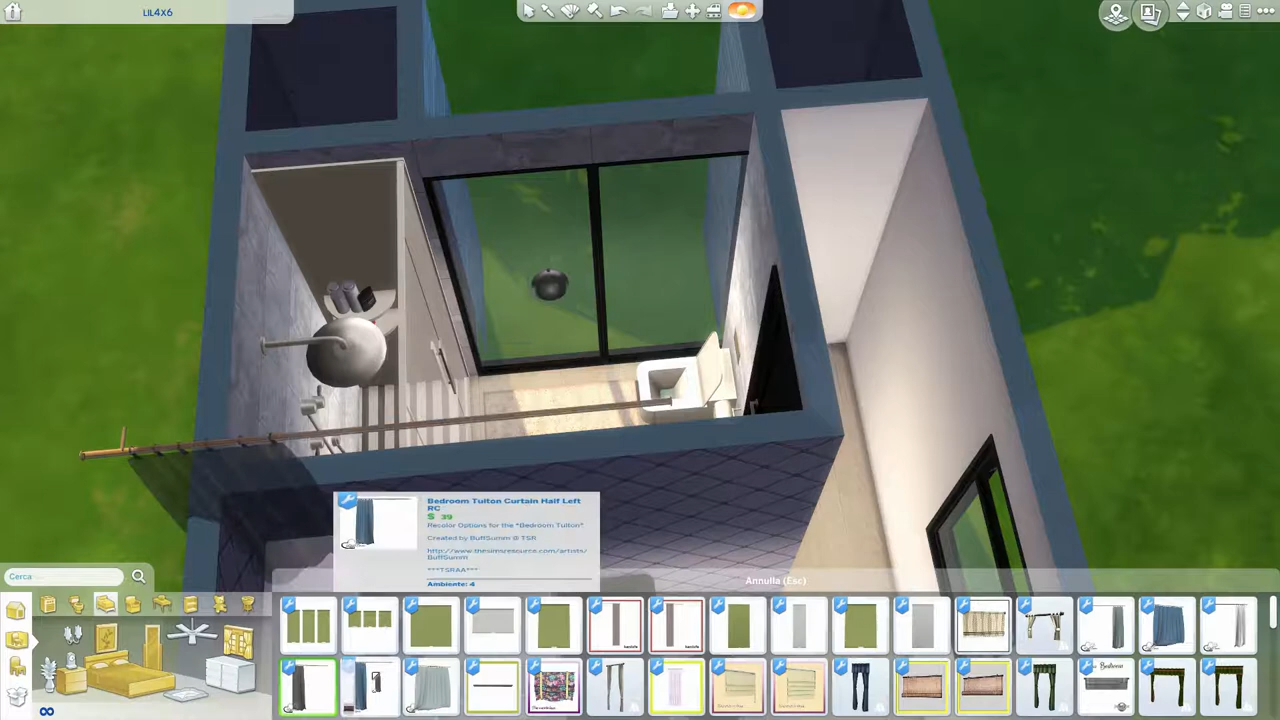 LIL4X6
Bedroom Tulton Curtain Half Left
RC
$ 39
Recolor Options for the "Bedroom Tulton"
Created by BuffSumm @ TSR
http://www.thesimsresource.com/artists/
BuffSumm
***TSRAA***
Ambiente: 4
Annulla (Esc)
Cerca